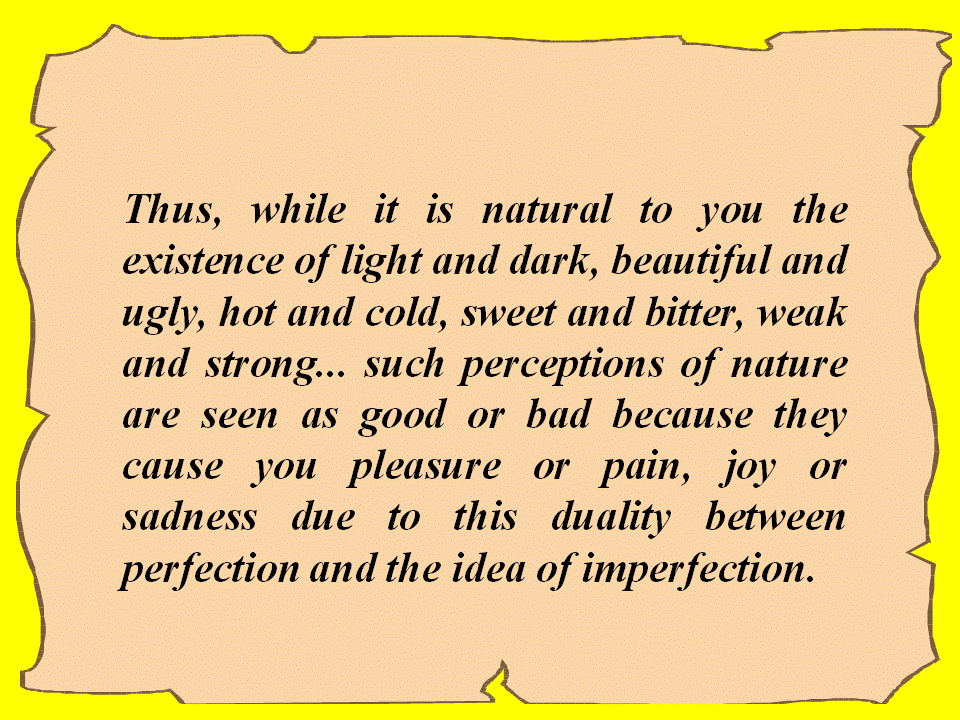 Thus, while it is natural to you the
existence of light and dark, beautiful and
ugly, hot and cold, sweet and bitter, weak
and strong... such perceptions of nature
are seen as good or bad because they
cause you pleasure or pain, joy or
sadness due to this duality between
perfection and the idea of imperfection.